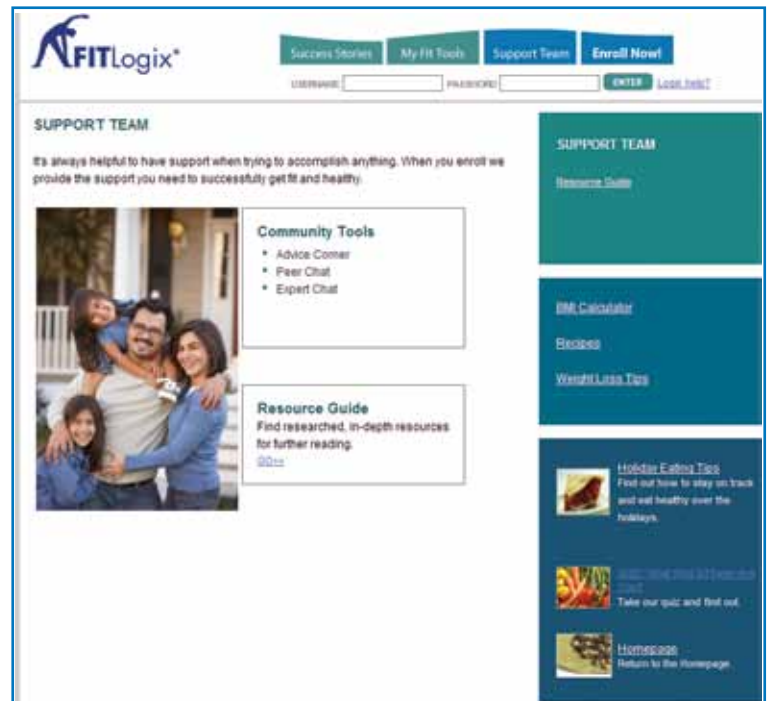 FITLogix
Success Stories
My Fit Tools
Support Team
Enroll Now!
USERNAME
PASSWORD
ENTER
Login help?
SUPPORT TEAM
It's always helpful to have support when trying to accomplish anything. When you enroll we
provide the support you need to successfully get fit and healthy.
Community Tools
Advice Corner
Peer Chat
Expert Chat
Resource Guide
Find researched, in-depth resources
for further reading.
GO>>
SUPPORT TEAM
Resource Guide
BMI Calculator
Recipes
Weight Loss Tips
Holiday Eating Tips
Find out how to stay on track
and eat healthy over the
holidays.
Take our quiz and find out.
Homepage
Return to the Homepage.